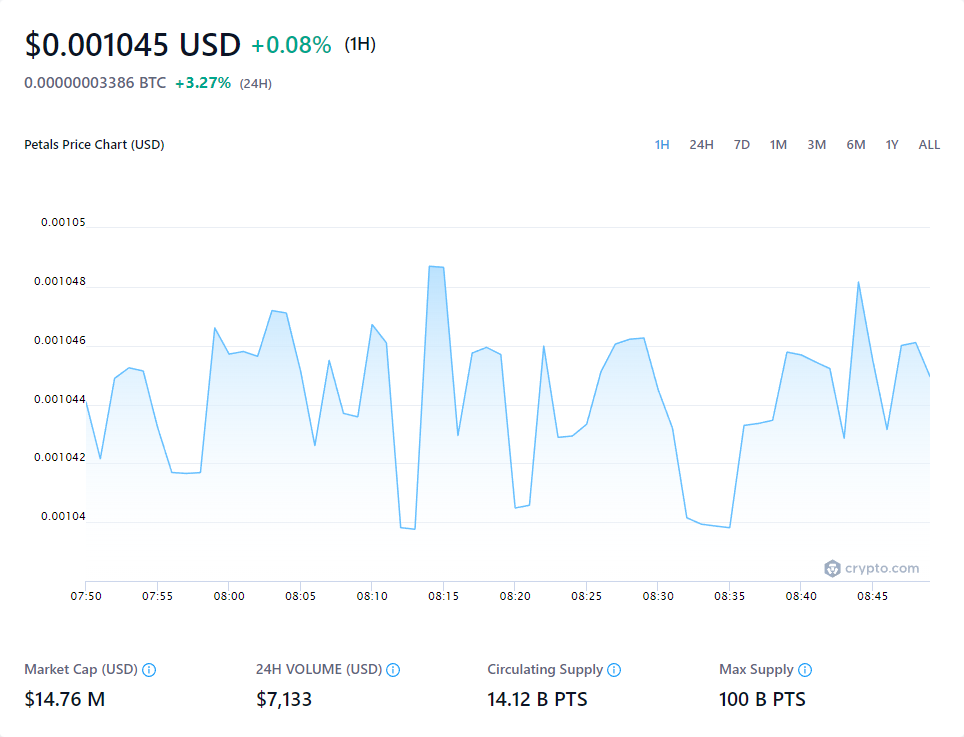 $0.001045 USD +0.08% (1H)
0.00000003386 BTC +3.27% (24H)
Petals Price Chart (USD) 1H 24H 7D 1M 3M 6M 1Y ALL
0.00105
0.001048
0.001046
0.001044
0.001042
0.00104
crypto.com
07:50 07:55 08:00 08:05 08:10 08:15 08:20 08:25 08:30 08:35 08:40 08:45
Market Cap (USD) 24H VOLUME (USD) Circulating Supply Max Supply
$14.76 M $7,133 14.12 B PTS 100 B PTS